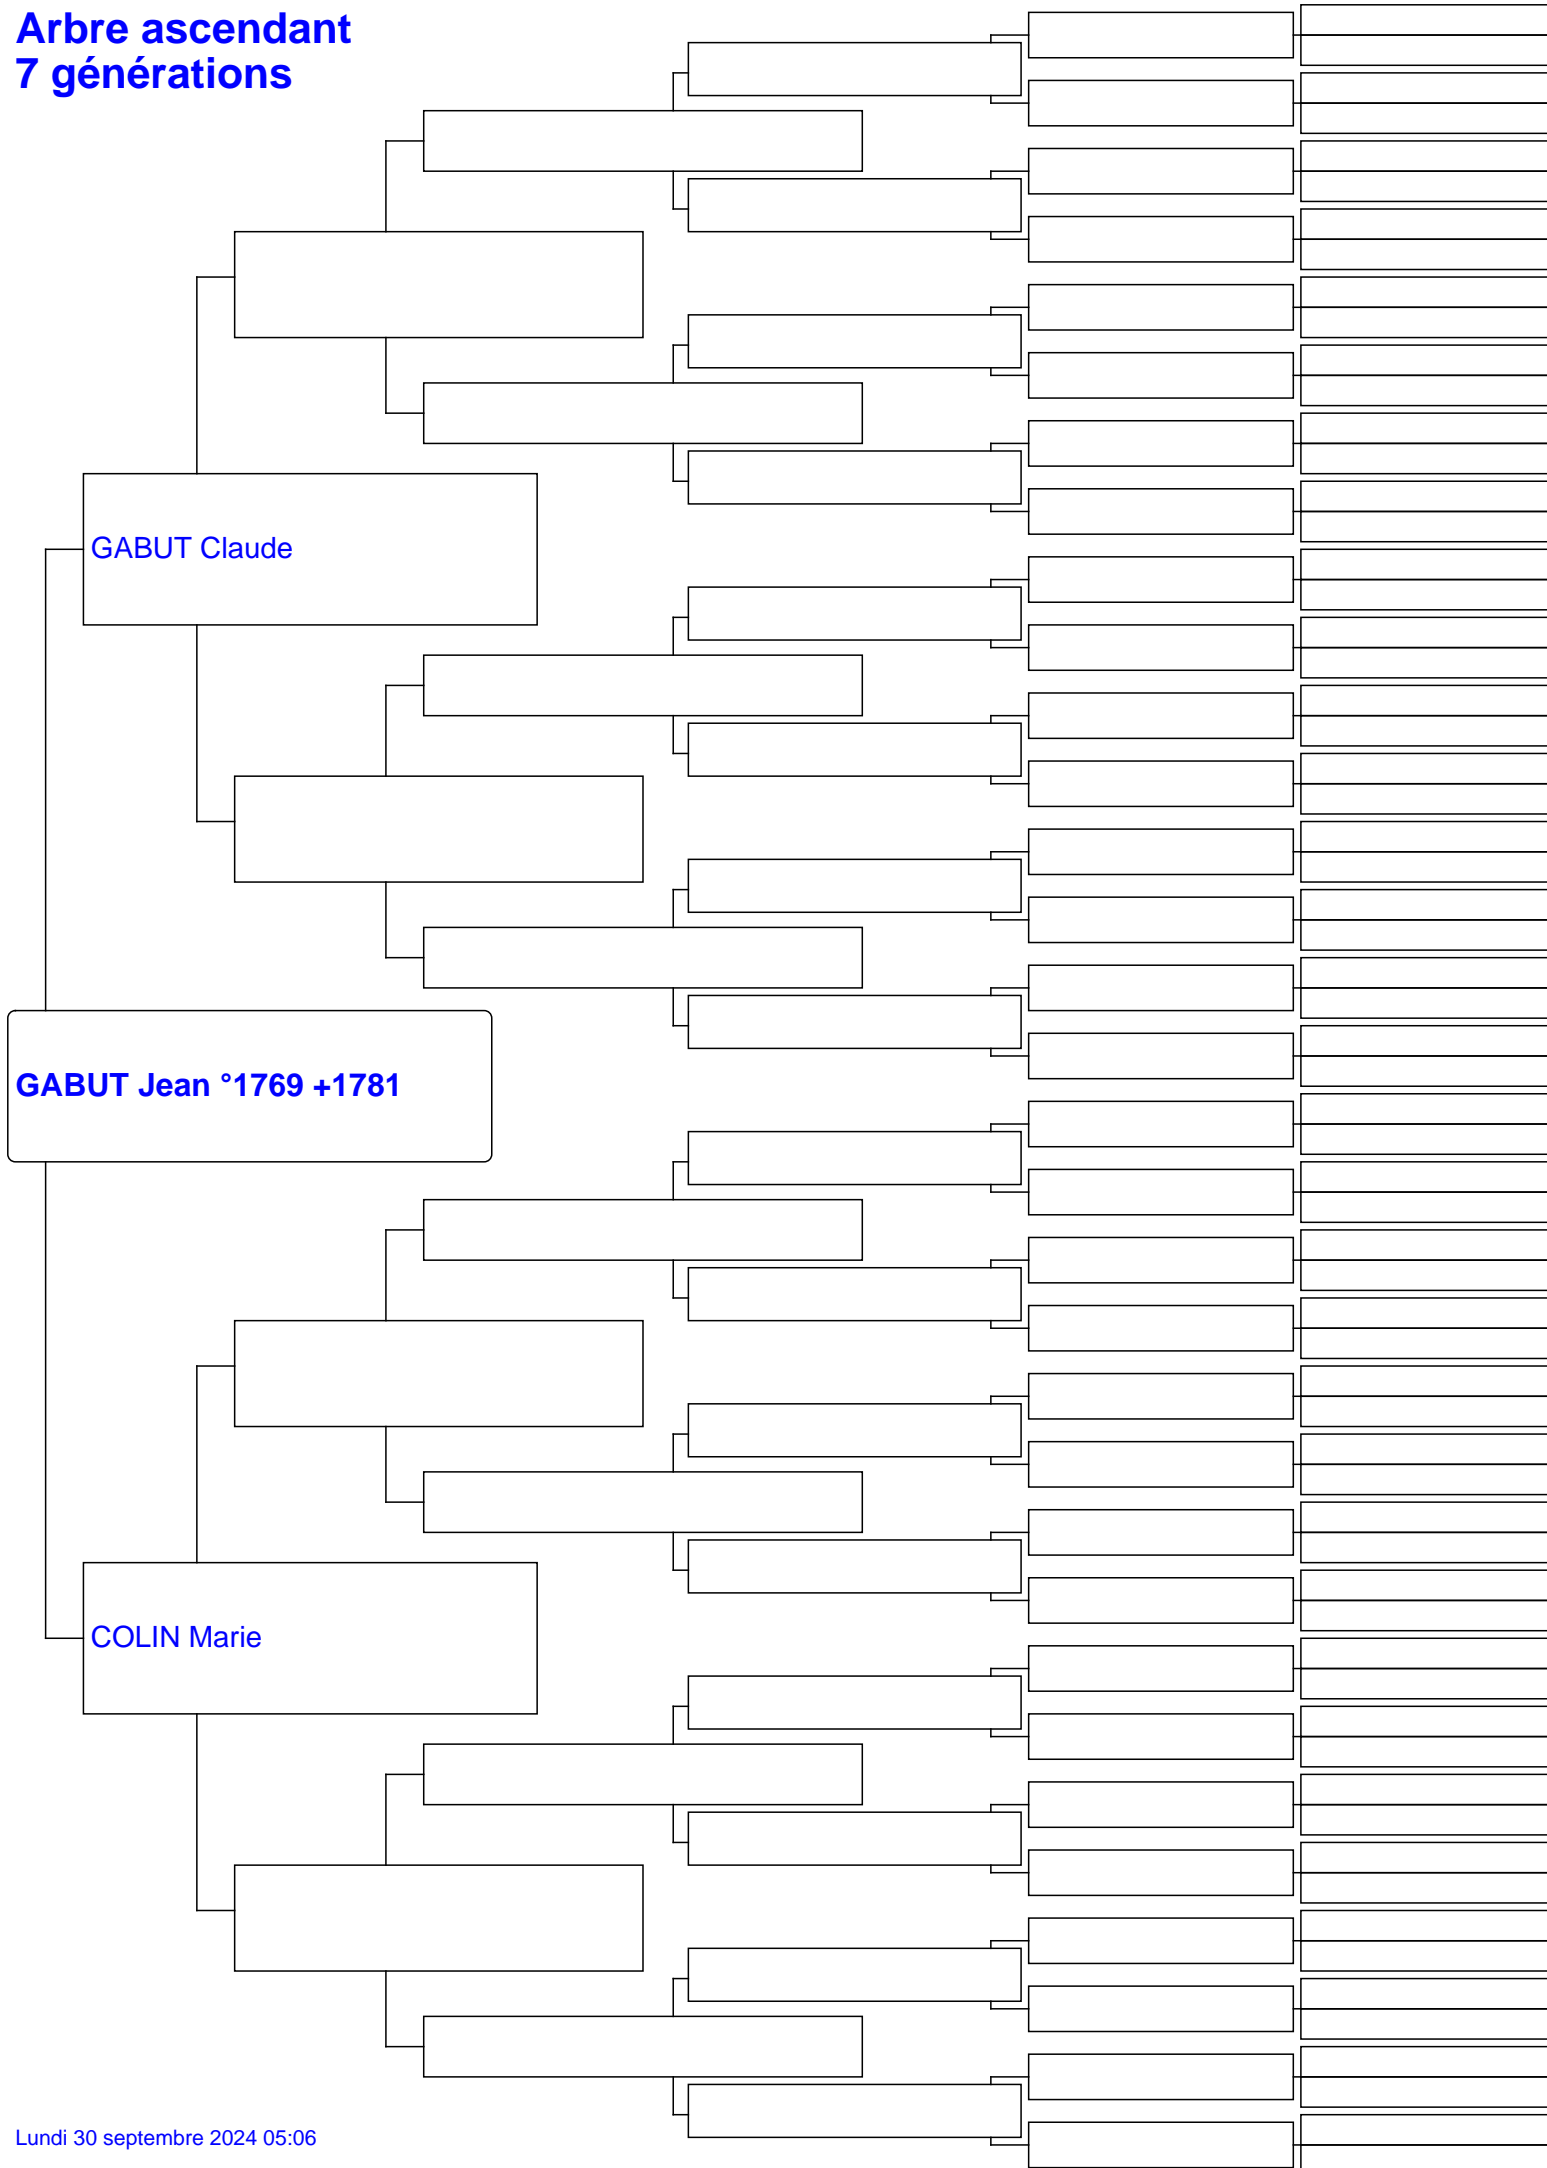 Arbre ascendant
7 générations
GABUT Claude
GABUT Jean °1769 +1781
COLIN Marie
Lundi 30 septembre 2024 05:06